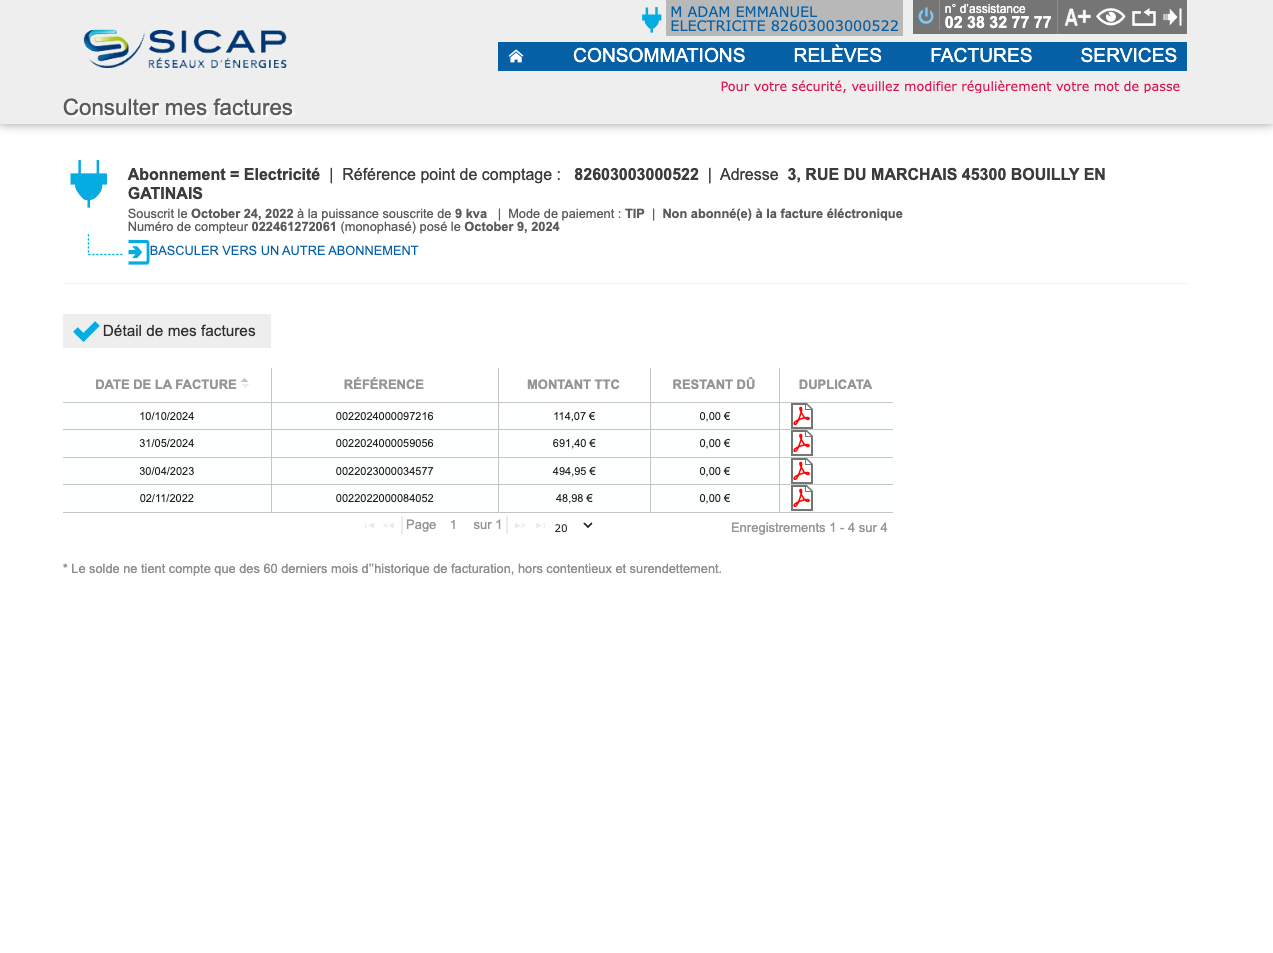 M ADAM EMMANUEL
ELECTRICITE 82603003000522
n° d'assistance
02 38 32 77 77
A+
SICAP
RÉSEAUX D'ÉNERGIES
CONSOMMATIONS RELÈVES FACTURES SERVICES
Pour votre sécurité, veuillez modifier régulièrement votre mot de passe
Consulter mes factures
Abonnement = Electricité | Référence point de comptage : 82603003000522 | Adresse 3, RUE DU MARCHAIS 45300 BOUILLY EN
GATINAIS
Souscrit le October 24, 2022 à la puissance souscrite de 9 kva | Mode de paiement : TIP | Non abonné(e) à la facture éléctronique
Numéro de compteur 022461272061 (monophasé) posé le October 9, 2024
BASCULER VERS UN AUTRE ABONNEMENT
Détail de mes factures
DATE DE LA FACTURE RÉFÉRENCE MONTANT TTC RESTANT DÛ DUPLICATA
10/10/2024 0022024000097216 114,07 € 0,00 €
31/05/2024 0022024000059056 691,40 € 0,00 €
30/04/2023 0022023000034577 494,95 € 0,00 €
02/11/2022 0022022000084052 48,98 € 0,00 €
Page 1 sur 1 20 Enregistrements 1 - 4 sur 4
* Le solde ne tient compte que des 60 derniers mois d''historique de facturation, hors contentieux et surendettement.